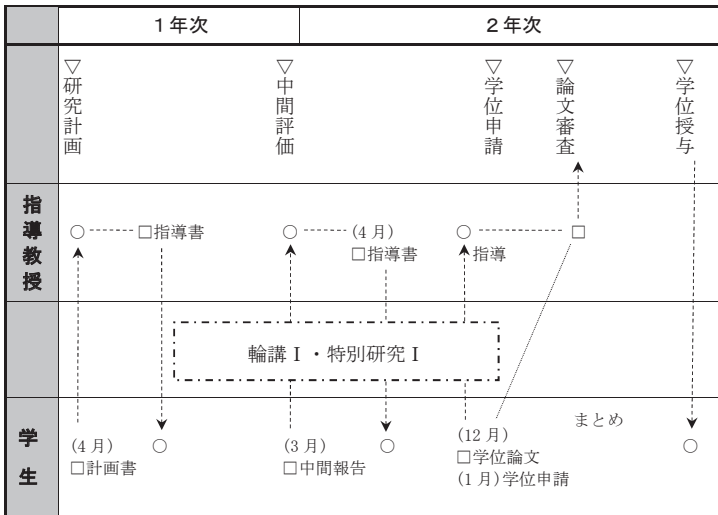 1年次
2年次
▽研究計画
▽中間評価
▽学位申請
▽論文審査
▽学位授与
指導教授
○
□指導書
○
(4月)
□指導書
○
指導
□
輪講Ⅰ・特別研究Ⅰ
学生
(4月)
□計画書
○
(3月)
□中間報告
○
(12月)
□学位論文
(1月)学位申請
まとめ
○